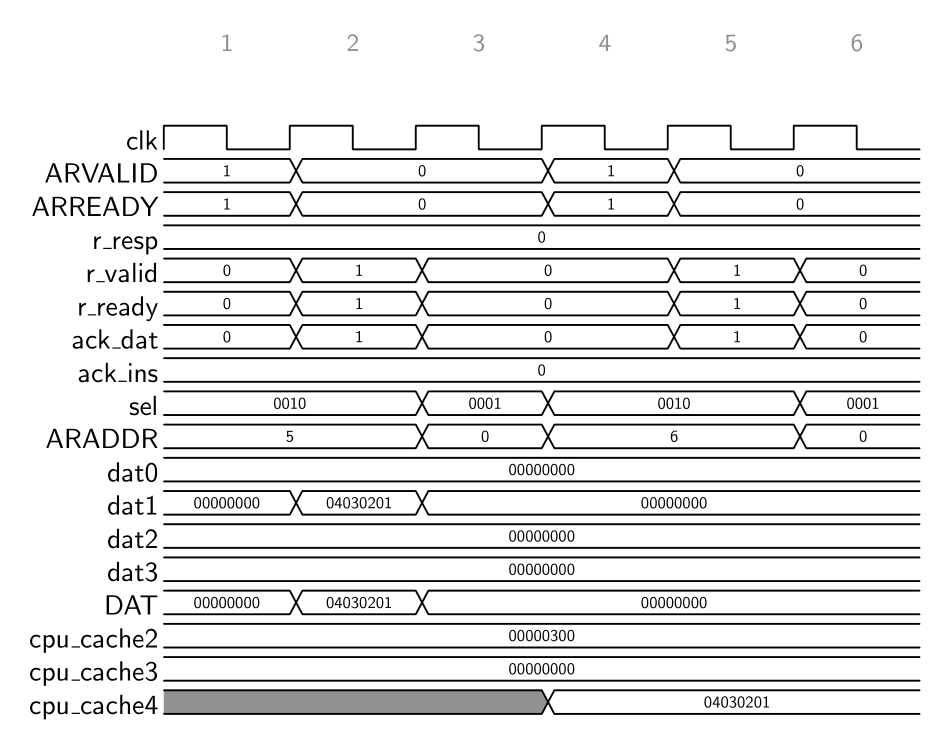 1 2 3 4 5 6
clk
ARVALID 1 0 1 0
ARREADY 1 0 1 0
r_resp 0
r_valid 0 1 0 1 0
r_ready 0 1 0 1 0
ack_dat 0 1 0 1 0
ack_ins 0
sel 0010 0001 0010 0001
ARADDR 5 0 6 0
dat0 00000000
dat1 00000000 04030201 00000000
dat2 00000000
dat3 00000000
DAT 00000000 04030201 00000000
cpu_cache2 00000300
cpu_cache3 00000000
cpu_cache4 04030201